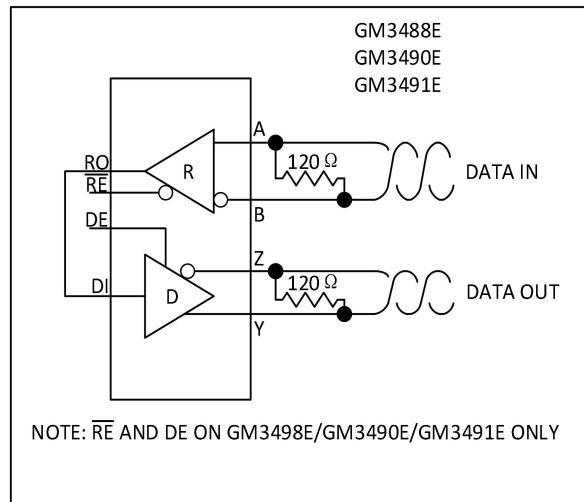 GM3488E
GM3490E
GM3491E
A
RO
R
120 Ω
DATA IN
RE
B
DE
Z
DI
D
120 Ω
DATA OUT
Y
NOTE: RE AND DE ON GM3498E/GM3490E/GM3491E ONLY